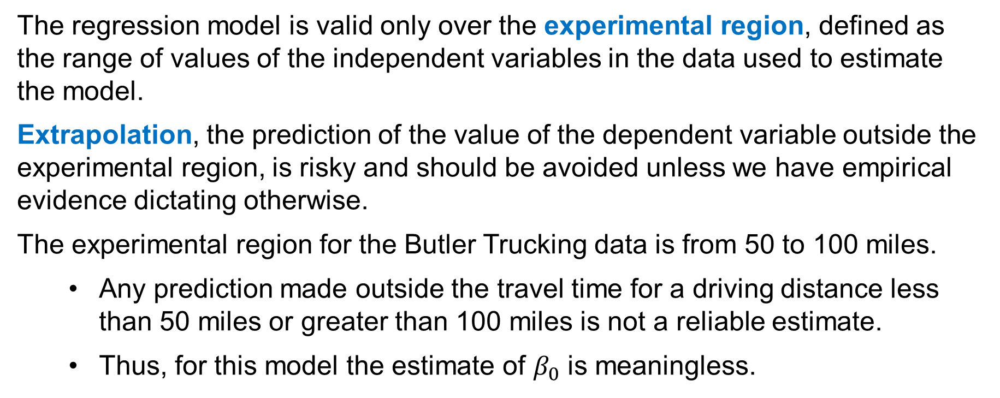 The regression model is valid only over the experimental region, defined as
the range of values of the independent variables in the data used to estimate
the model.
Extrapolation, the prediction of the value of the dependent variable outside the
experimental region, is risky and should be avoided unless we have empirical
evidence dictating otherwise.
The experimental region for the Butler Trucking data is from 50 to 100 miles.
• Any prediction made outside the travel time for a driving distance less
than 50 miles or greater than 100 miles is not a reliable estimate.
• Thus, for this model the estimate of β₀ is meaningless.